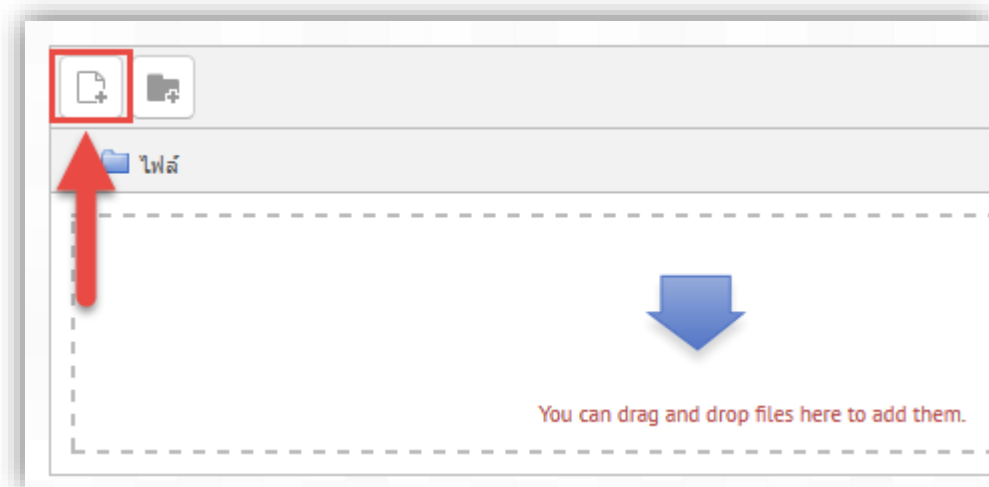 ไฟล์
You can drag and drop files here to add them.